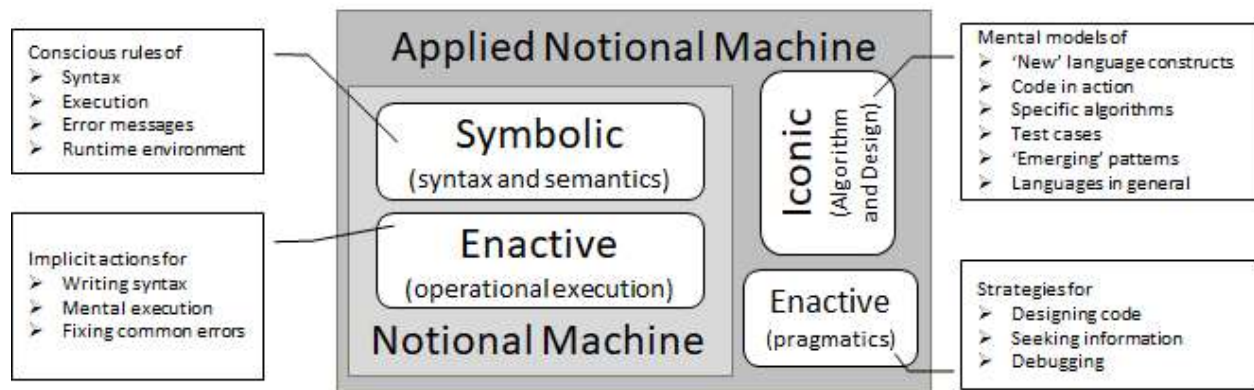 Conscious rules of
➤ Syntax
➤ Execution
➤ Error messages
➤ Runtime environment
Implicit actions for
➤ Writing syntax
➤ Mental execution
➤ Fixing common errors
Applied Notional Machine
Symbolic
(syntax and semantics)
Enactive
(operational execution)
Notional Machine
Iconic
(Algorithm
and Design)
Enactive
(pragmatics)
Mental models of
➤ ‘New’ language constructs
➤ Code in action
➤ Specific algorithms
➤ Test cases
➤ ‘Emerging’ patterns
➤ Languages in general
Strategies for
➤ Designing code
➤ Seeking information
➤ Debugging